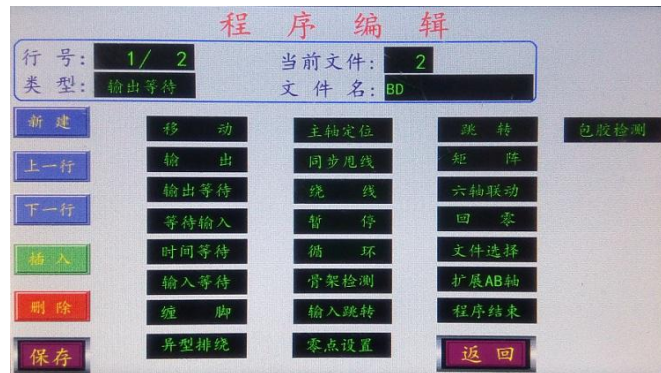 程 序 编 辑
行 号: 1/ 2 当前文件: 2
类 型: 输出等待 文 件 名: BD
新 建 移 动 主轴定位 跳 转 包胶检测
上一行 输 出 同步甩线 矩 阵
输出等待 绕 线 六轴联动
下一行 等待输入 暂 停 回 零
插 入 时间等待 循 环 文件选择
输入等待 骨架检测 扩展AB轴
删 除 缠 脚 输入跳转 程序结束
保存 异型排绕 零点设置 返 回